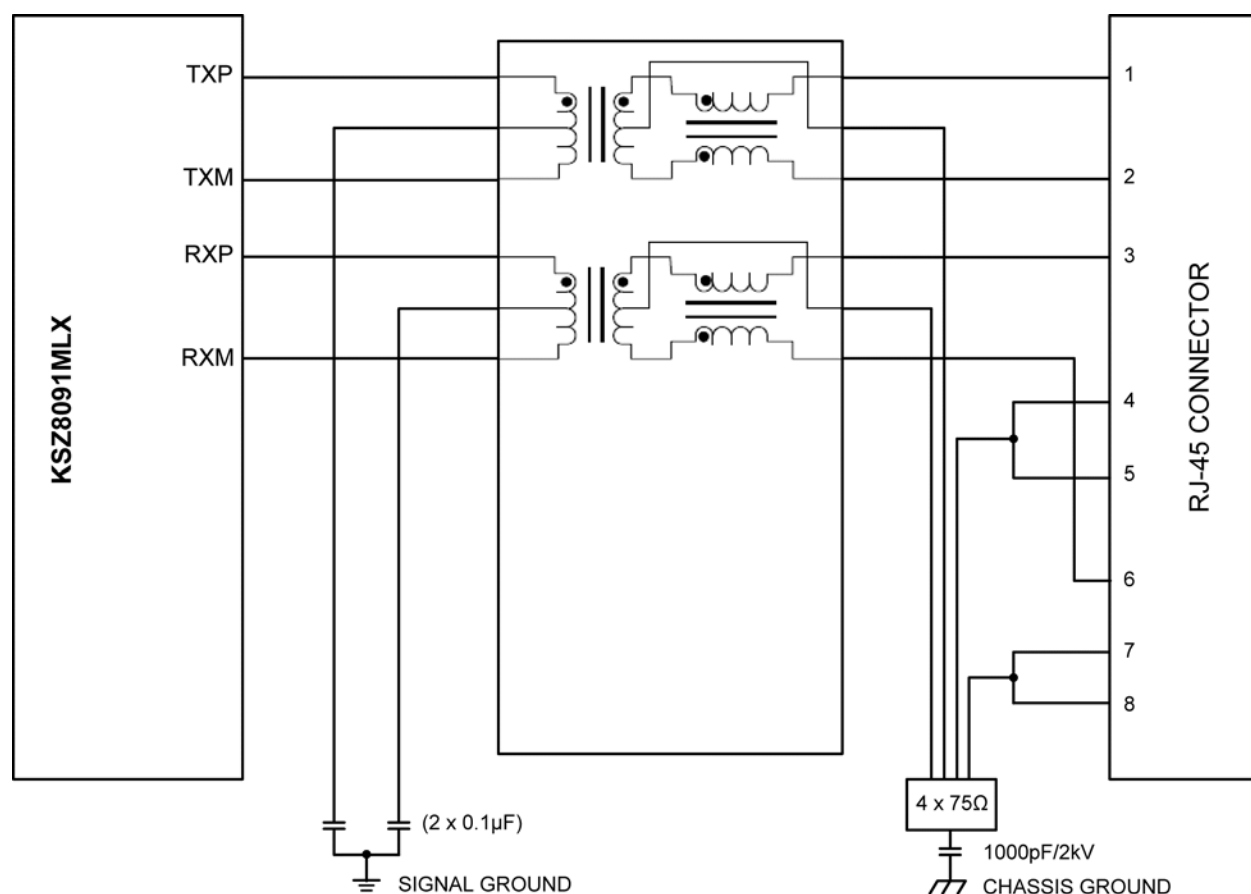 KSZ8091MLX
TXP
TXM
RXP
RXM
1
2
3
4
5
6
7
8
RJ-45 CONNECTOR
(2 x 0.1µF)
SIGNAL GROUND
4 x 75Ω
1000pF/2kV
CHASSIS GROUND